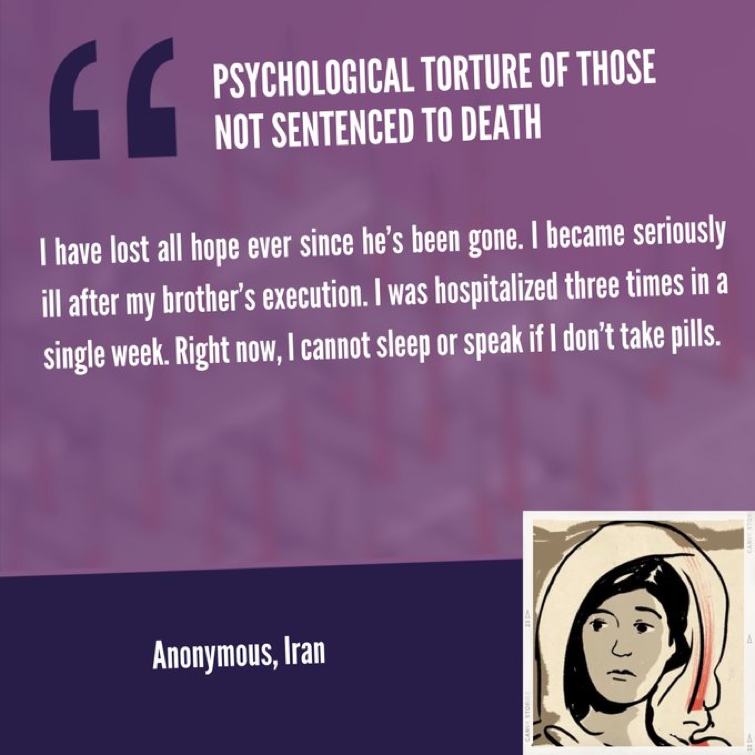 PSYCHOLOGICAL TORTURE OF THOSE
NOT SENTENCED TO DEATH
I have lost all hope ever since he’s been gone. I became seriously
ill after my brother’s execution. I was hospitalized three times in a
single week. Right now, I cannot sleep or speak if I don’t take pills.
Anonymous, Iran